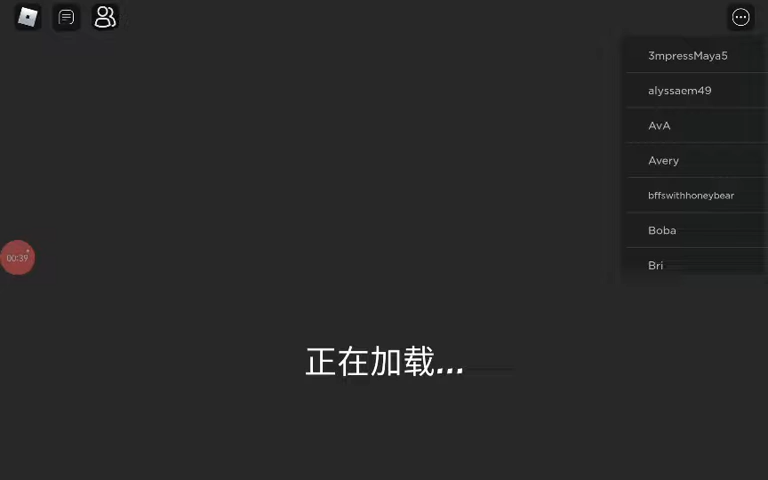 3mpressMaya5
alyssaem49
AvA
Avery
bffswithhoneybear
Boba
Bri
00:39
正在加载...